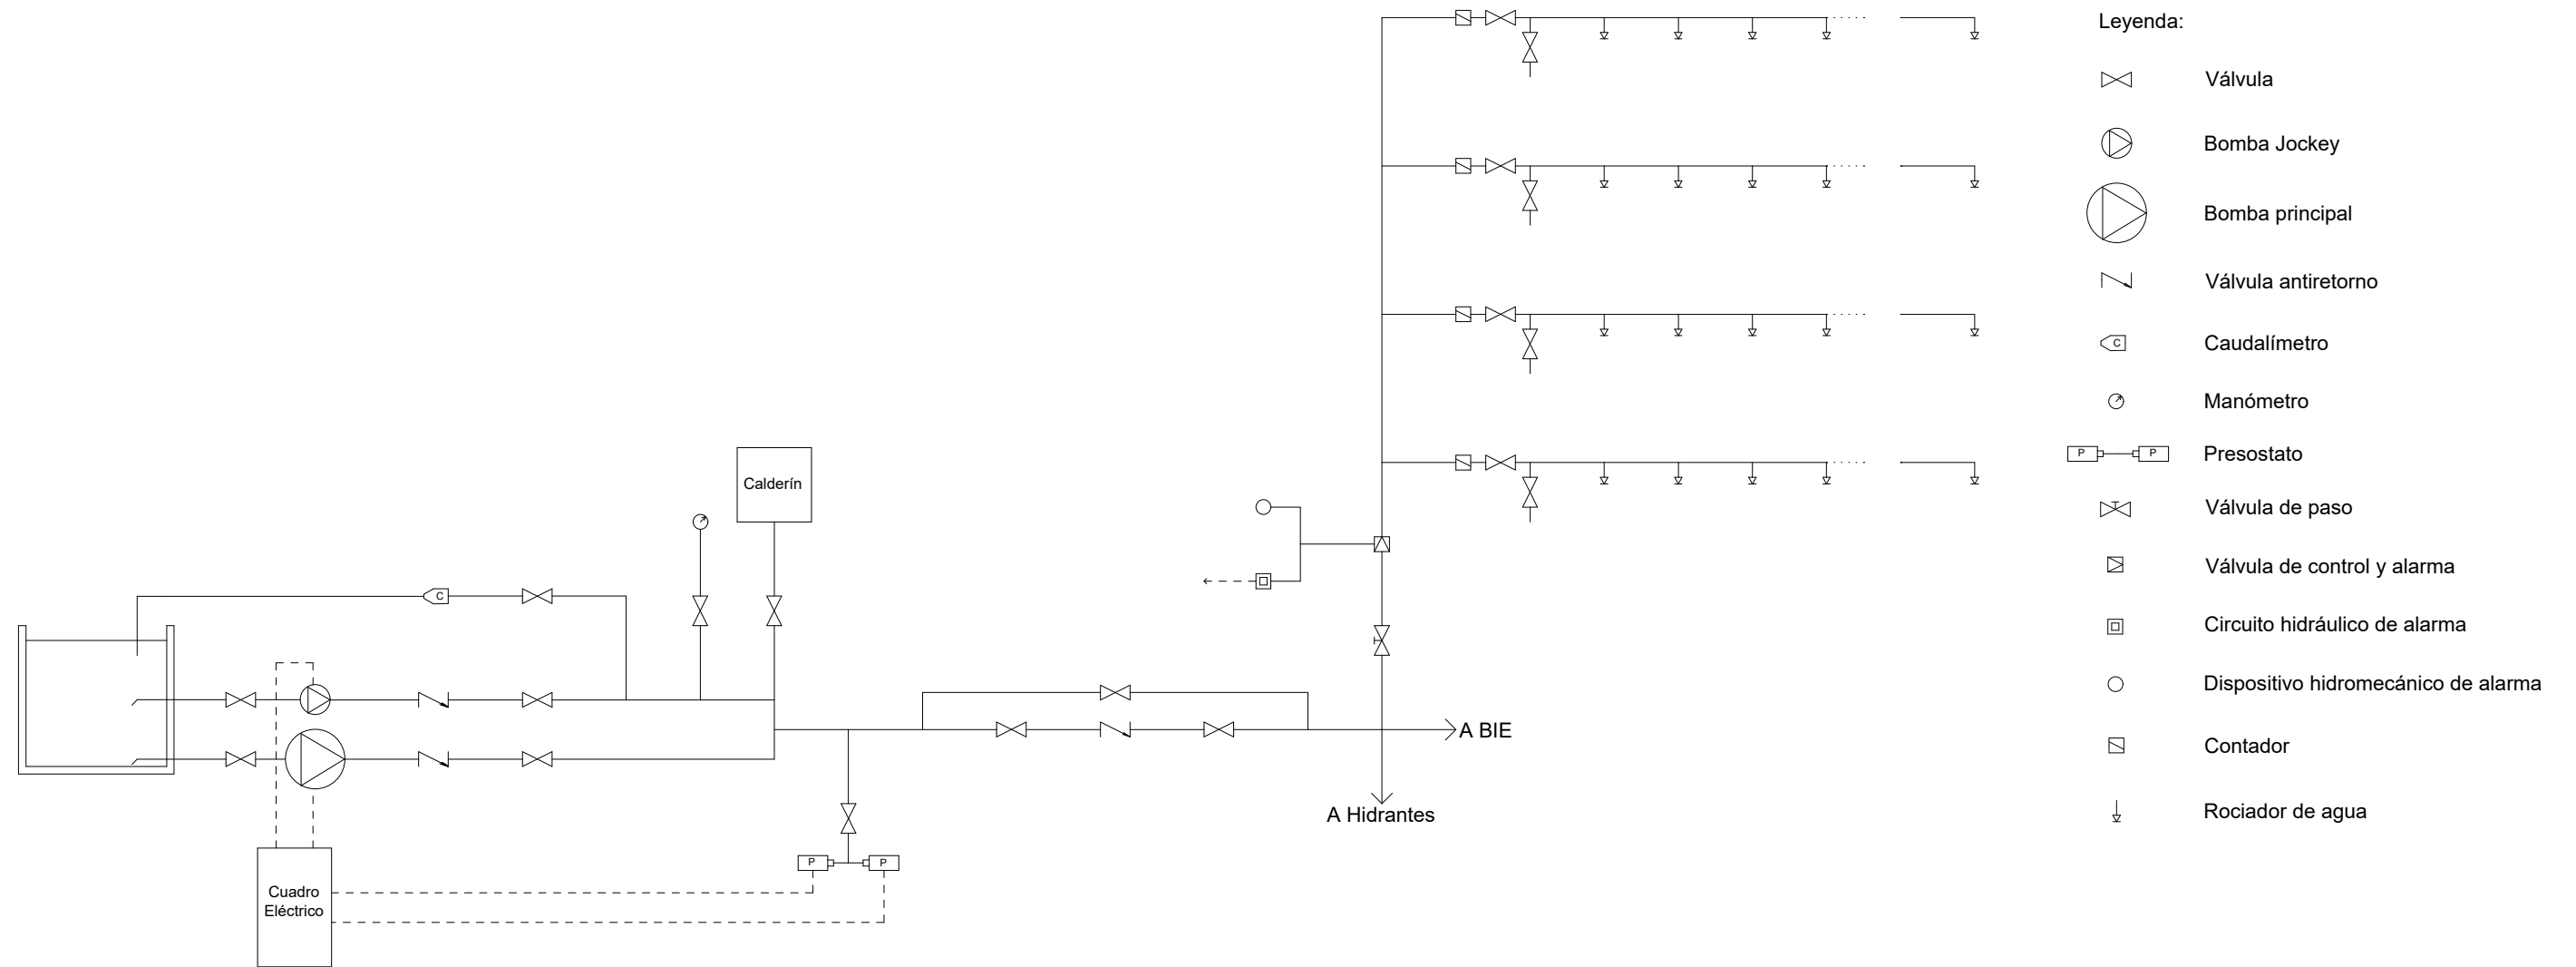 Leyenda:
Válvula
Bomba Jockey
Bomba principal
Válvula antiretorno
C
Caudalímetro
Manómetro
P
P
Presostato
Válvula de paso
Válvula de control y alarma
Circuito hidráulico de alarma
Dispositivo hidromecánico de alarma
Contador
Rociador de agua
Calderín
C
A BIE
A Hidrantes
P
P
Cuadro
Eléctrico